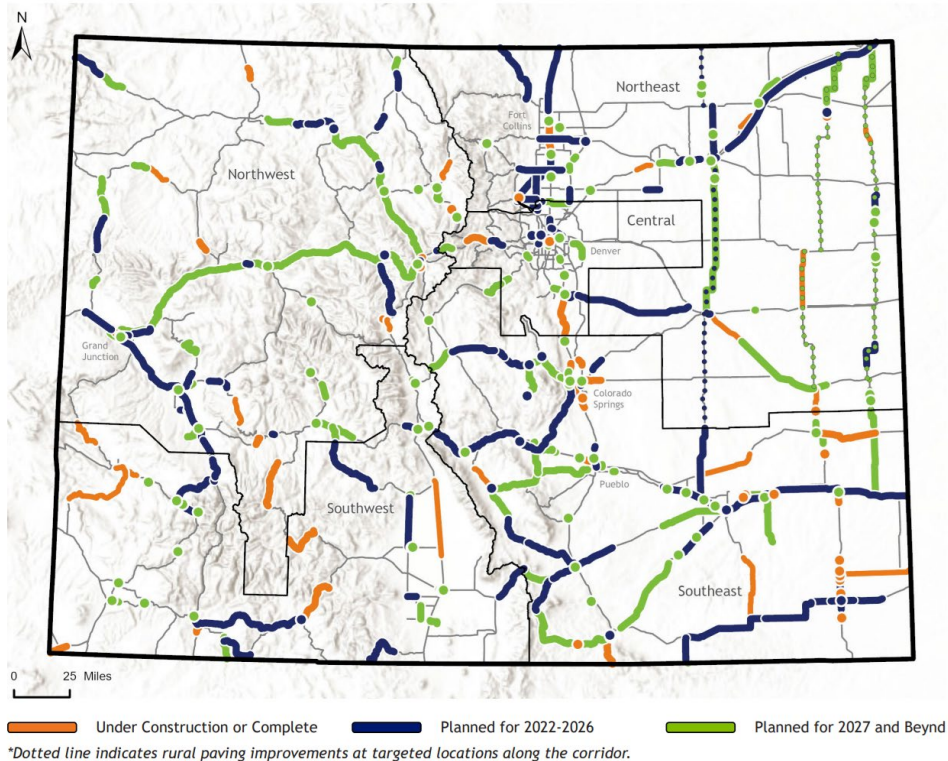 N
Northeast
Fort
Collins
Northwest
Central
Denver
Grand
Junction
Colorado
Springs
Pueblo
Southwest
Southeast
0 25 Miles
Under Construction or Complete Planned for 2022-2026 Planned for 2027 and Beynd
*Dotted line indicates rural paving improvements at targeted locations along the corridor.